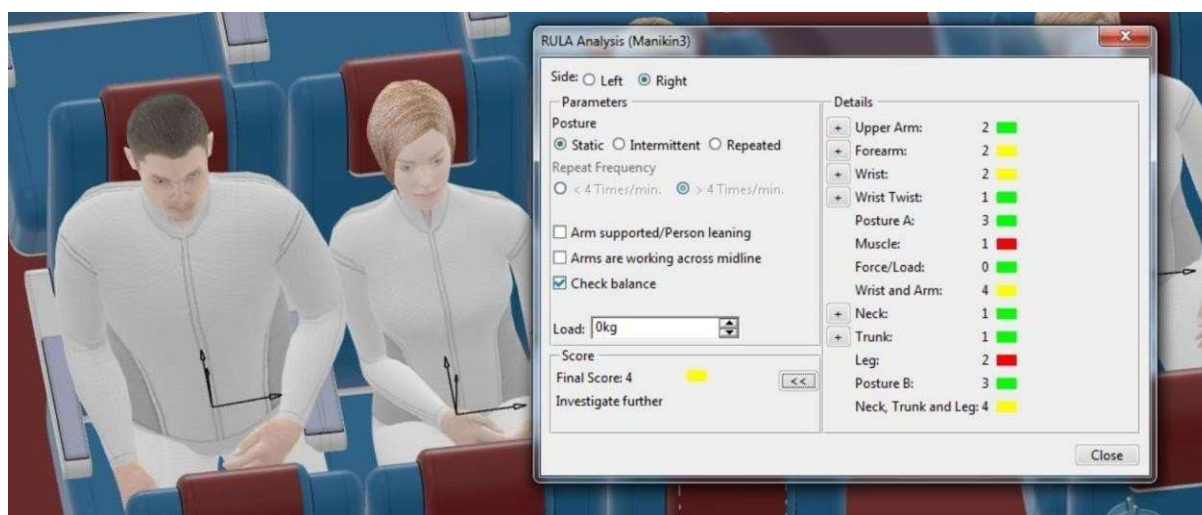 RULA Analysis (Manikin3)
Side: Left Right
Parameters
Posture
Static Intermittent Repeated
Repeat Frequency
< 4 Times/min. > 4 Times/min.
Arm supported/Person leaning
Arms are working across midline
Check balance
Load: 0kg
Score
Final Score: 4
<<
Investigate further
Details
+ Upper Arm: 2
+ Forearm: 2
+ Wrist: 2
+ Wrist Twist: 1
Posture A: 3
Muscle: 1
Force/Load: 0
Wrist and Arm: 4
+ Neck: 1
+ Trunk: 1
Leg: 2
Posture B: 3
Neck, Trunk and Leg: 4
Close